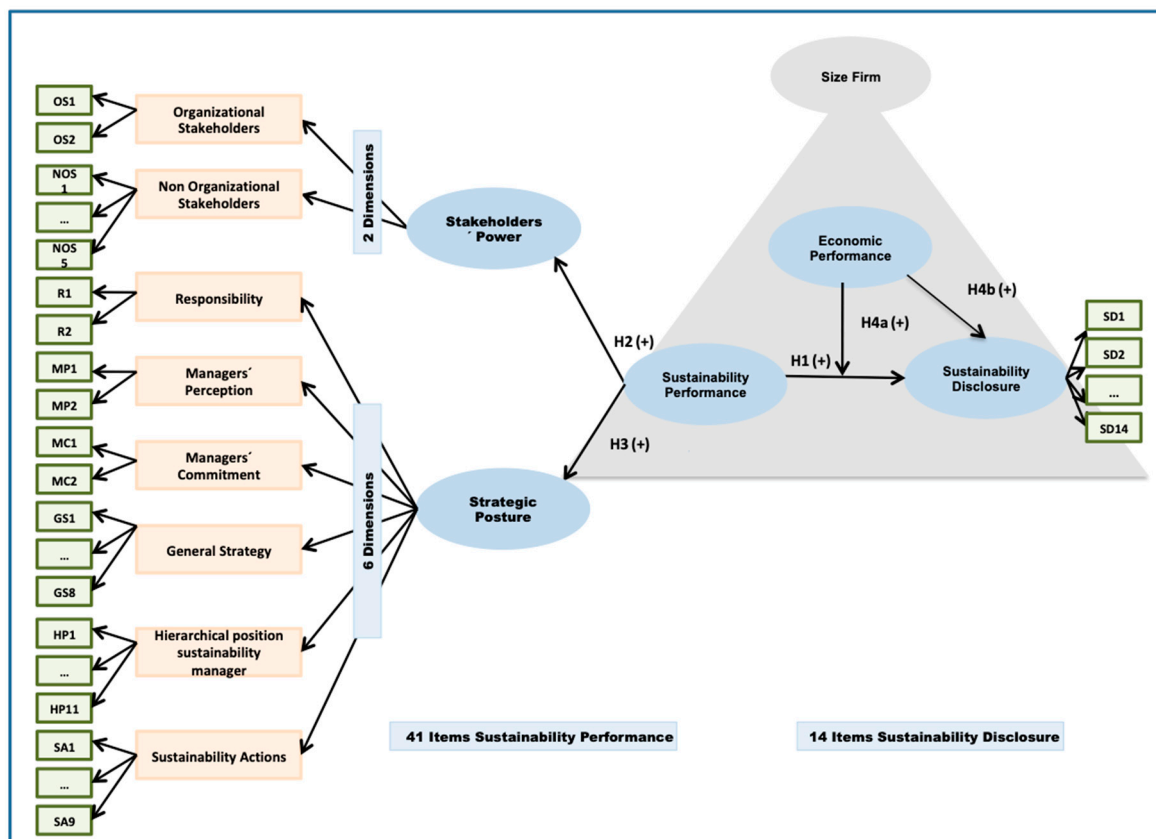 Size Firm
OS1
OS2
Organizational
Stakeholders
NOS
1
...
NOS
5
Non Organizational
Stakeholders
2 Dimensions
Stakeholders
´ Power
Economic
Performance
H4b (+)
H4a (+)
R1
R2
Responsibility
H2 (+)
H1 (+)
Sustainability
Performance
Sustainability
Disclosure
SD1
SD2
...
SD14
MP1
MP2
Managers´
Perception
H3 (+)
MC1
MC2
Managers´
Commitment
6 Dimensions
Strategic
Posture
GS1
...
GS8
General Strategy
HP1
...
HP11
Hierarchical position
sustainability
manager
SA1
...
SA9
Sustainability Actions
41 Items Sustainability Performance
14 Items Sustainability Disclosure